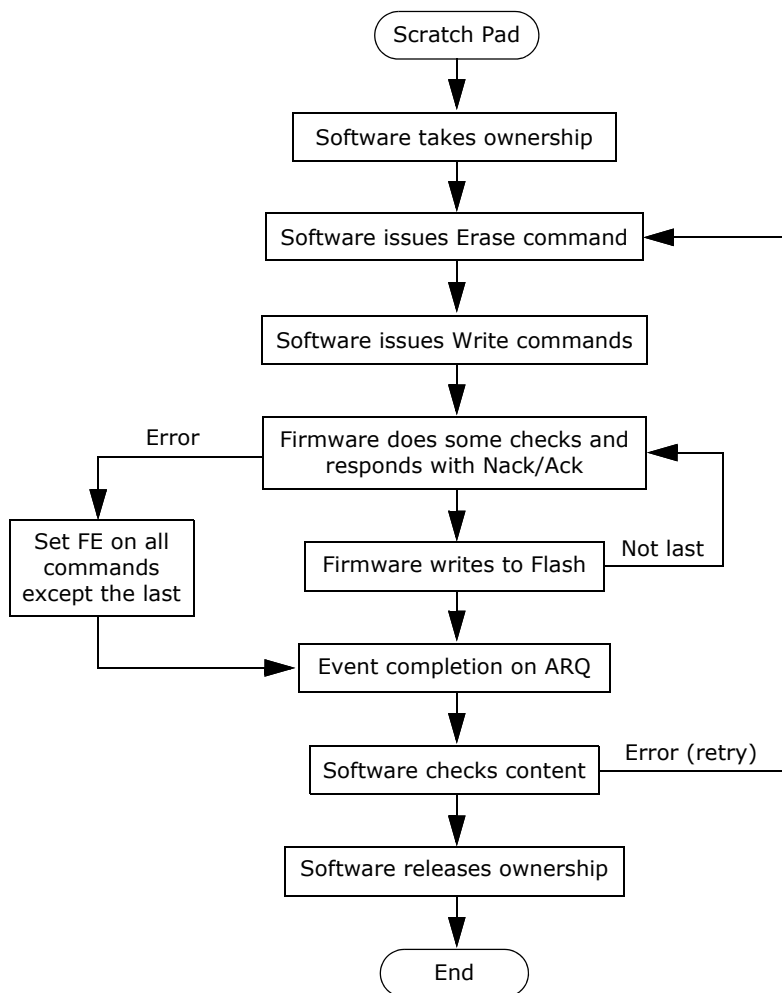 Scratch Pad
Software takes ownership
Software issues Erase command
Software issues Write commands
Error
Firmware does some checks and
responds with Nack/Ack
Set FE on all
commands
except the last
Firmware writes to Flash
Not last
Event completion on ARQ
Software checks content
Error (retry)
Software releases ownership
End